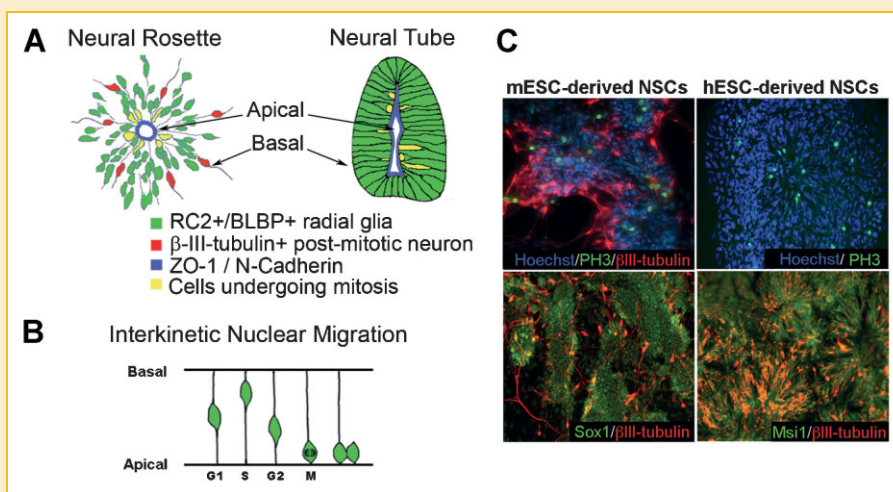 A
Neural Rosette
Neural Tube
Apical
Basal
RC2+/BLBP+ radial glia
β-III-tubulin+ post-mitotic neuron
ZO-1 / N-Cadherin
Cells undergoing mitosis
B
Interkinetic Nuclear Migration
Basal
Apical
G1 S G2 M
C
mESC-derived NSCs
hESC-derived NSCs
Hoechst/PH3/βIII-tubulin
Hoechst/ PH3
Sox1/βIII-tubulin
Msi1/βIII-tubulin